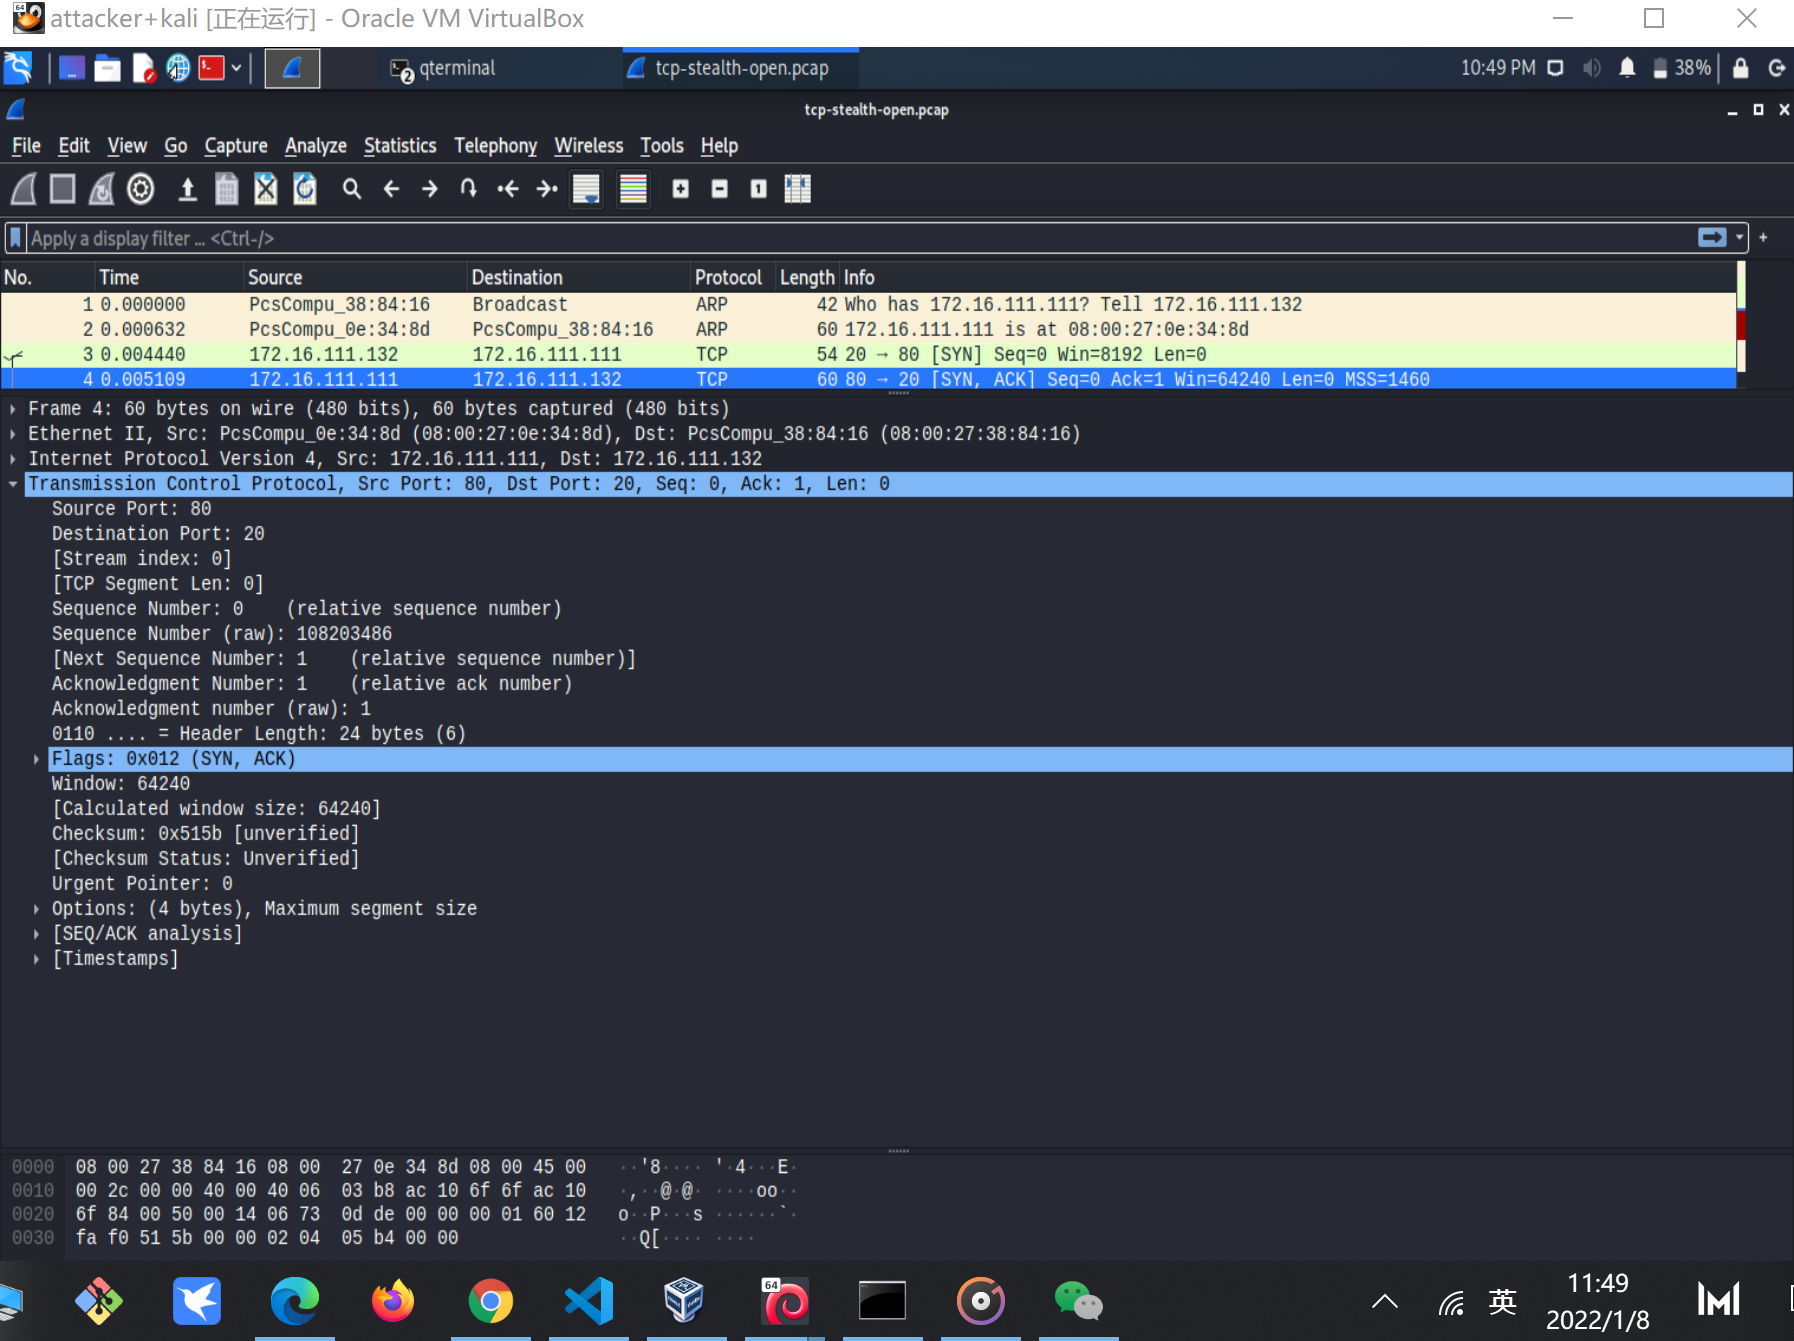 attacker+kali [正在运行] - Oracle VM VirtualBox
qterminal
tcp-stealth-open.pcap
10:49 PM
38%
tcp-stealth-open.pcap
File Edit View Go Capture Analyze Statistics Telephony Wireless Tools Help
Apply a display filter ... <Ctrl-/>
No. Time Source Destination Protocol Length Info
1 0.000000 PcsCompu_38:84:16 Broadcast ARP 42 Who has 172.16.111.111? Tell 172.16.111.132
2 0.000632 PcsCompu_0e:34:8d PcsCompu_38:84:16 ARP 60 172.16.111.111 is at 08:00:27:0e:34:8d
3 0.004440 172.16.111.132 172.16.111.111 TCP 54 20 → 80 [SYN] Seq=0 Win=8192 Len=0
4 0.005109 172.16.111.111 172.16.111.132 TCP 60 80 → 20 [SYN, ACK] Seq=0 Ack=1 Win=64240 Len=0 MSS=1460
Frame 4: 60 bytes on wire (480 bits), 60 bytes captured (480 bits)
Ethernet II, Src: PcsCompu_0e:34:8d (08:00:27:0e:34:8d), Dst: PcsCompu_38:84:16 (08:00:27:38:84:16)
Internet Protocol Version 4, Src: 172.16.111.111, Dst: 172.16.111.132
Transmission Control Protocol, Src Port: 80, Dst Port: 20, Seq: 0, Ack: 1, Len: 0
Source Port: 80
Destination Port: 20
[Stream index: 0]
[TCP Segment Len: 0]
Sequence Number: 0 (relative sequence number)
Sequence Number (raw): 108203486
[Next Sequence Number: 1 (relative sequence number)]
Acknowledgment Number: 1 (relative ack number)
Acknowledgment number (raw): 1
0110 .... = Header Length: 24 bytes (6)
Flags: 0x012 (SYN, ACK)
Window: 64240
[Calculated window size: 64240]
Checksum: 0x515b [unverified]
[Checksum Status: Unverified]
Urgent Pointer: 0
Options: (4 bytes), Maximum segment size
[SEQ/ACK analysis]
[Timestamps]
0000 08 00 27 38 84 16 08 00 27 0e 34 8d 08 00 45 00 ··'8···· '·4···E·
0010 00 2c 00 00 40 00 40 06 03 b8 ac 10 6f 6f ac 10 ·,··@·@· ····oo··
0020 6f 84 00 50 00 14 06 73 0d de 00 00 00 01 60 12 o··P···s ······`·
0030 fa f0 51 5b 00 00 02 04 05 b4 00 00 ··Q[···· ····
64
英
11:49
2022/1/8